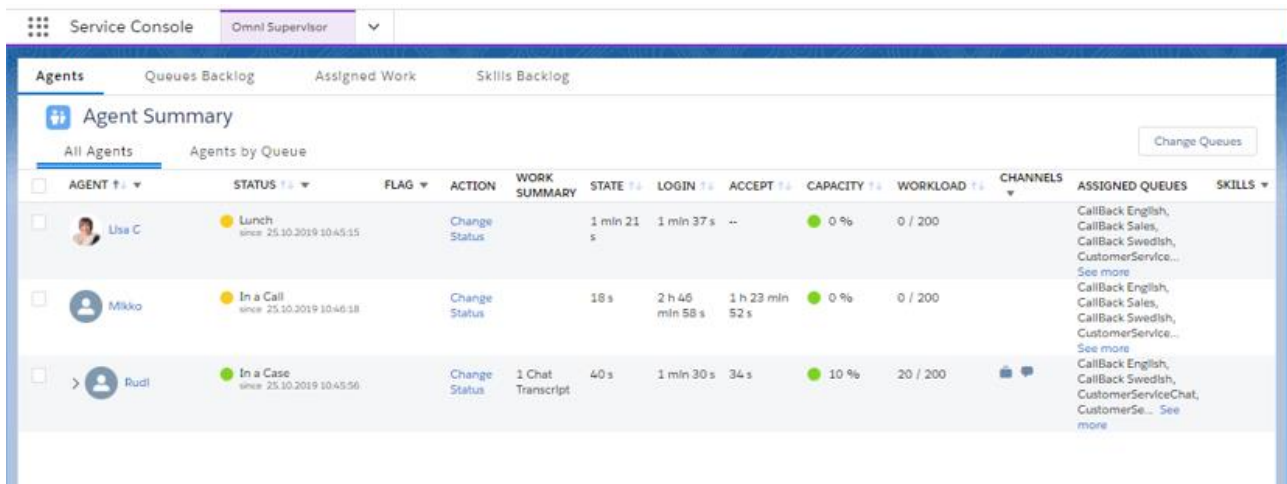 Service Console
Omni Supervisor
Agents
Queues Backlog
Assigned Work
Skills Backlog
Agent Summary
Change Queues
All Agents
Agents by Queue
AGENT
STATUS
FLAG
ACTION
WORK
SUMMARY
STATE
LOGIN
ACCEPT
CAPACITY
WORKLOAD
CHANNELS
ASSIGNED QUEUES
SKILLS
Lisa C
Lunch
since 25.10.2019 10:45:15
Change
Status
1 min 21
s
1 min 37 s
--
0 %
0 / 200
CallBack English,
CallBack Sales,
CallBack Swedish,
CustomerService...
See more
Mikko
In a Call
since 25.10.2019 10:46:18
Change
Status
18 s
2 h 46
min 58 s
1 h 23 min
52 s
0 %
0 / 200
CallBack English,
CallBack Sales,
CallBack Swedish,
CustomerService...
See more
Rudi
In a Case
since 25.10.2019 10:45:56
Change
Status
1 Chat
Transcript
40 s
1 min 30 s
34 s
10 %
20 / 200
CallBack English,
CallBack Swedish,
CustomerServiceChat,
CustomerSe... See
more